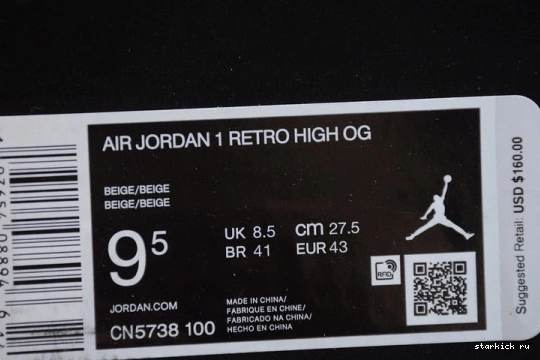 AIR JORDAN 1 RETRO HIGH OG
BEIGE/BEIGE
BEIGE/BEIGE
9⁵
UK 8.5 cm 27.5
BR 41 EUR 43
RFID
JORDAN.COM
CN5738 100
MADE IN CHINA/
FABRIQUE EN CHINE/
FABRICADO NA CHINA/
HECHO EN CHINA
Suggested Retail: USD $160.00
starkick ru